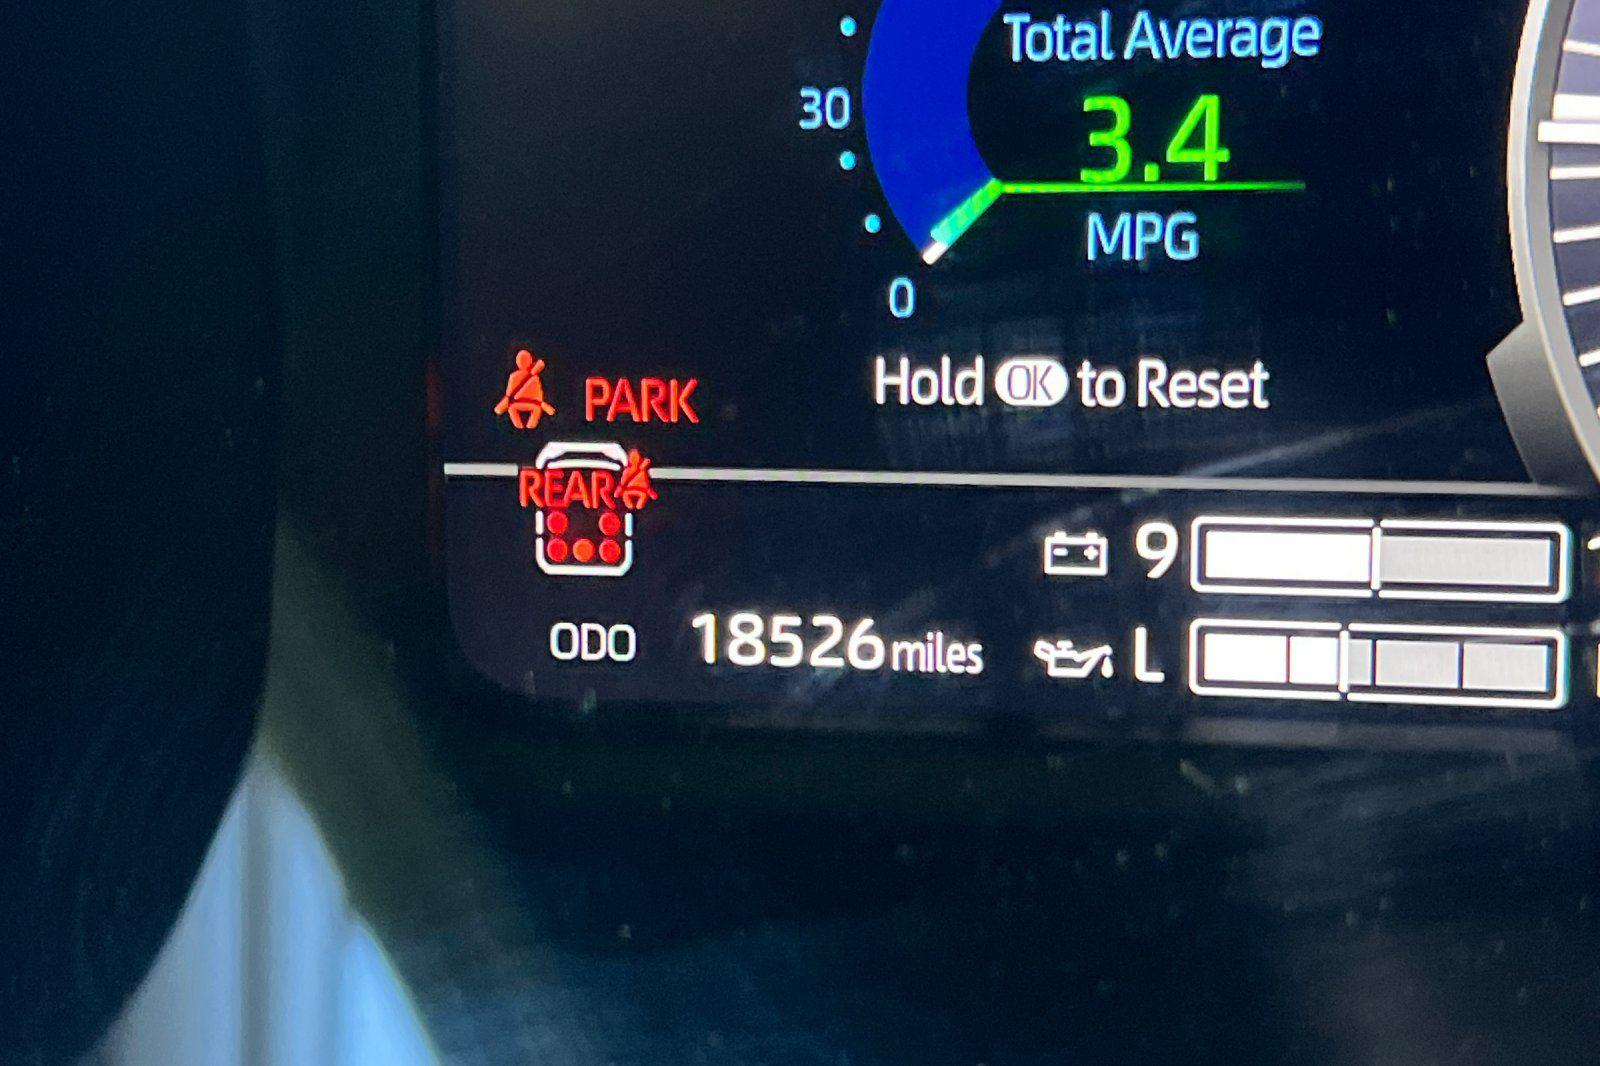 Total Average
30
3.4
MPG
0
Hold OK to Reset
PARK
REAR
9
ODO 18526 miles
L